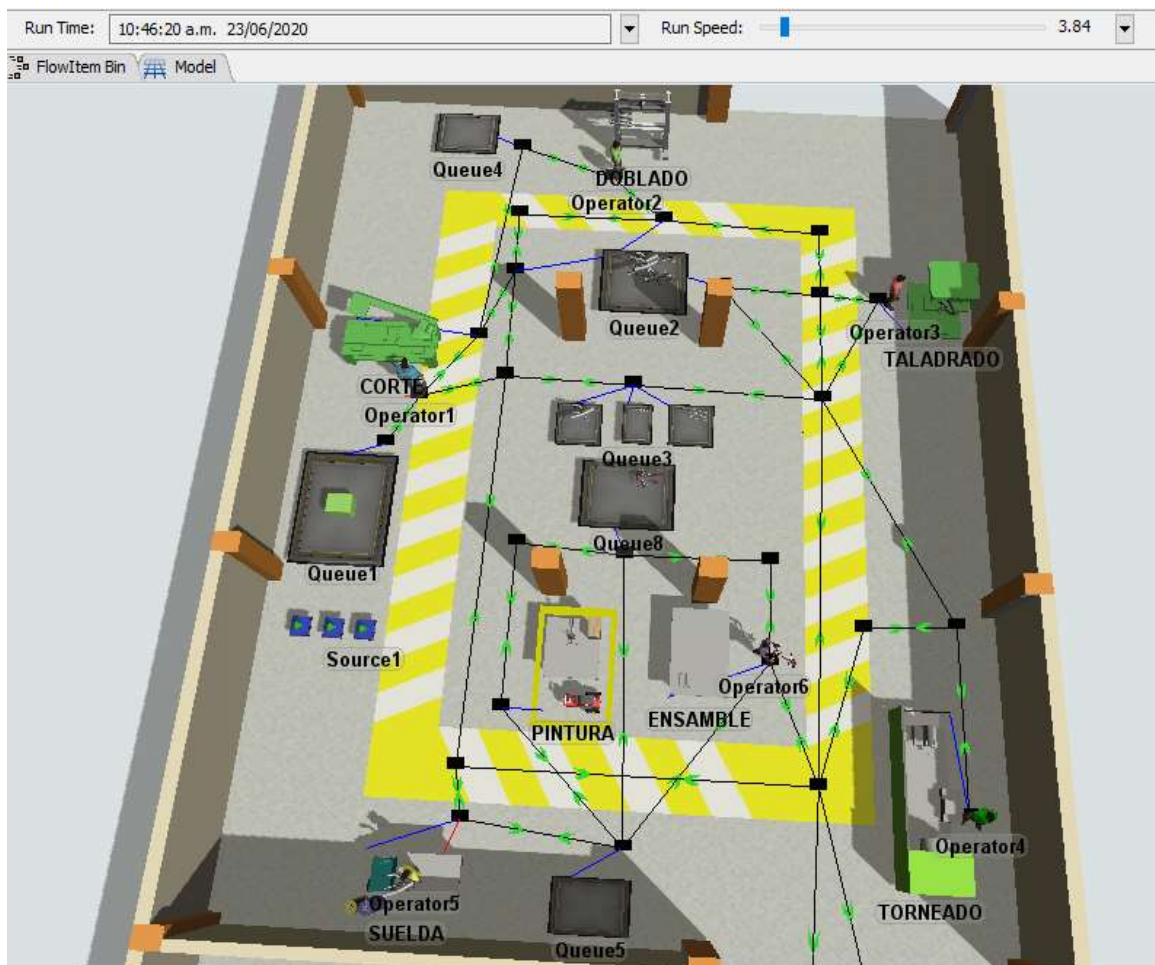 Run Time: 10:46:20 a.m. 23/06/2020 Run Speed: 3.84
FlowItem Bin Model
Queue4
DOBLADO
Operator2
Queue2
Operator3
TALADRADO
CORTE
Operator1
Queue3
Queue8
Queue1
Source1
Operator6
ENSAMBLE
PINTURA
Operator4
Operator5
TORNEADO
SUELDA
Queue5